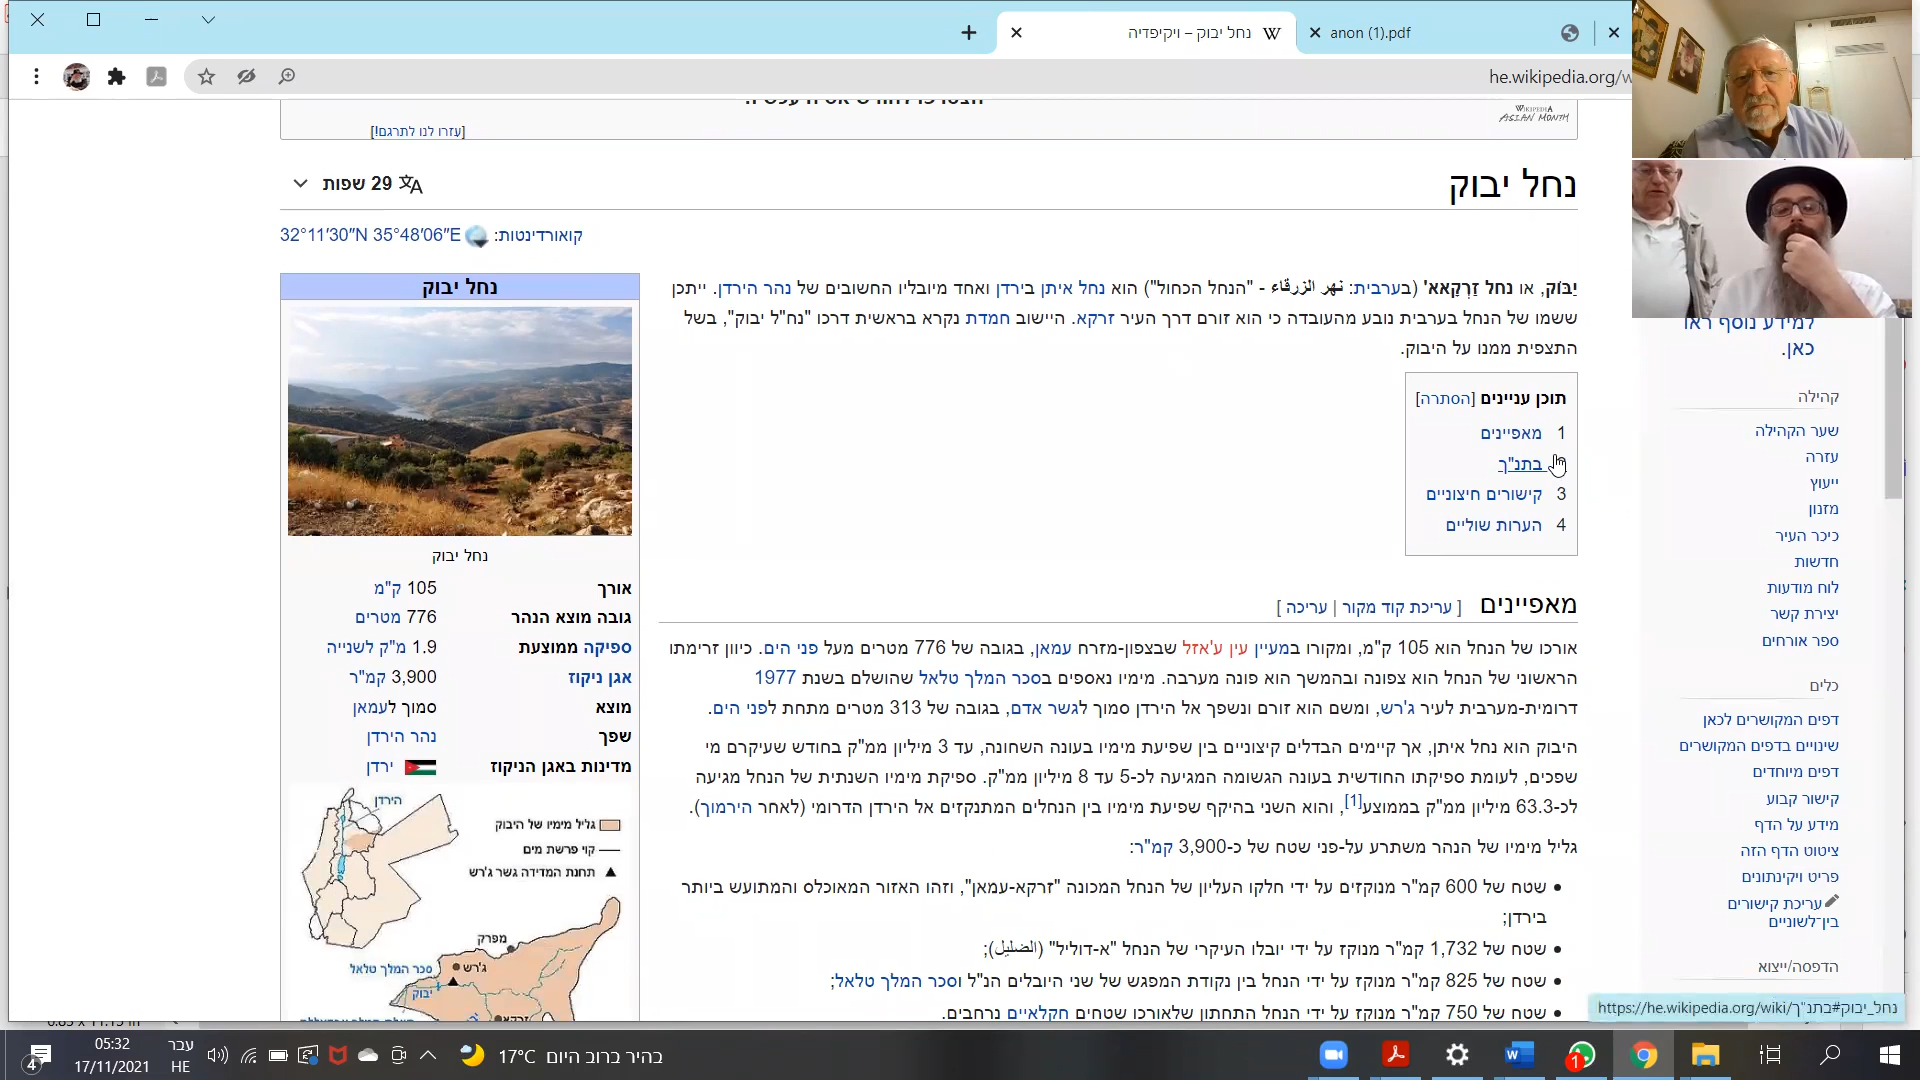 נחל יבוק – ויקיפדיה
anon (1).pdf
he.wikipedia.org/w
[עזרו לנו לתרגם!]
WIKIPEDIA
ASIAN MONTH
נחל יבוק
29 שפות
קואורדינטות: 32°11′30″N 35°48′06″E
יַבּוֹק, או נחל זַרְקָאא' (בערבית: نهر الزرقاء - "הנחל הכחול") הוא נחל איתן בירדן ואחד מיובליו החשובים של נהר הירדן. ייתכן
ששמו של הנחל בערבית נובע מהעובדה כי הוא זורם דרך העיר זרקא. היישוב חמדת נקרא בראשית דרכו "נח"ל יבוק", בשל
התצפית ממנו על היבוק.
תוכן עניינים [הסתרה]
1 מאפיינים
בתנ"ך
3 קישורים חיצוניים
4 הערות שוליים
מאפיינים [ עריכת קוד מקור | עריכה ]
אורכו של הנחל הוא 105 ק"מ, ומקורו במעיין עין ע'אזל שבצפון-מזרח עמאן, בגובה של 776 מטרים מעל פני הים. כיוון זרימתו
הראשוני של הנחל הוא צפונה ובהמשך הוא פונה מערבה. מימיו נאספים בסכר המלך טלאל שהושלם בשנת 1977
דרומית-מערבית לעיר ג'רש, ומשם הוא זורם ונשפך אל הירדן סמוך לגשר אדם, בגובה של 313 מטרים מתחת לפני הים.
היבוק הוא נחל איתן, אך קיימים הבדלים קיצוניים בין שפיעת מימיו בעונה השחונה, עד 3 מיליון ממ"ק בחודש שעיקרם מי
שפכים, לעומת ספיקתו החודשית בעונה הגשומה המגיעה לכ-5 עד 8 מיליון ממ"ק. ספיקת מימיו השנתית של הנחל מגיעה
לכ-63.3 מיליון ממ"ק בממוצע[1], והוא השני בהיקף שפיעת מימיו בין הנחלים המתנקזים אל הירדן הדרומי (לאחר הירמוך).
גליל מימיו של הנהר משתרע על-פני שטח של כ-3,900 קמ"ר:
• שטח של 600 קמ"ר מנוקזים על ידי חלקו העליון של הנחל המכונה "זרקא-עמאן", וזהו האזור המאוכלס והמתועש ביותר
בירדן;
• שטח של 1,732 קמ"ר מנוקז על ידי יובלו העיקרי של הנחל "א-דוליל" (الضليل);
• שטח של 825 קמ"ר מנוקז על ידי הנחל בין נקודת המפגש של שני היובלים הנ"ל וסכר המלך טלאל;
• שטח של 750 קמ"ר מנוקז על ידי הנחל התחתון שלאורכו שטחים חקלאיים נרחבים.
נחל יבוק
נחל יבוק
אורך 105 ק"מ
גובה מוצא הנהר 776 מטרים
ספיקה ממוצעת 1.9 מ"ק לשנייה
אגן ניקוז 3,900 קמ"ר
מוצא סמוך לעמאן
שפך נהר הירדן
מדינות באגן הניקוז ירדן
הירדן
גליל מימיו של היבוק
קוי פרשת מים
תחנת המדידה גשר ג'רש
מפרק
ג'רש
סכר המלך טלאל
יבוק
זרקא
למידע נוסף ראו
כאן.
קהילה
שער הקהילה
עזרה
ייעוץ
מזנון
כיכר העיר
חדשות
לוח מודעות
יצירת קשר
ספר אורחים
כלים
דפים המקושרים לכאן
שינויים בדפים המקושרים
דפים מיוחדים
קישור קבוע
מידע על הדף
ציטוט הדף הזה
פריט ויקינתונים
עריכת קישורים
בין־לשוניים
הדפסה/ייצוא
https://he.wikipedia.org/wiki/נחל_יבוק#בתנ"ך
4
05:32
17/11/2021
עבר
HE
17°C בהיר ברוב היום
1